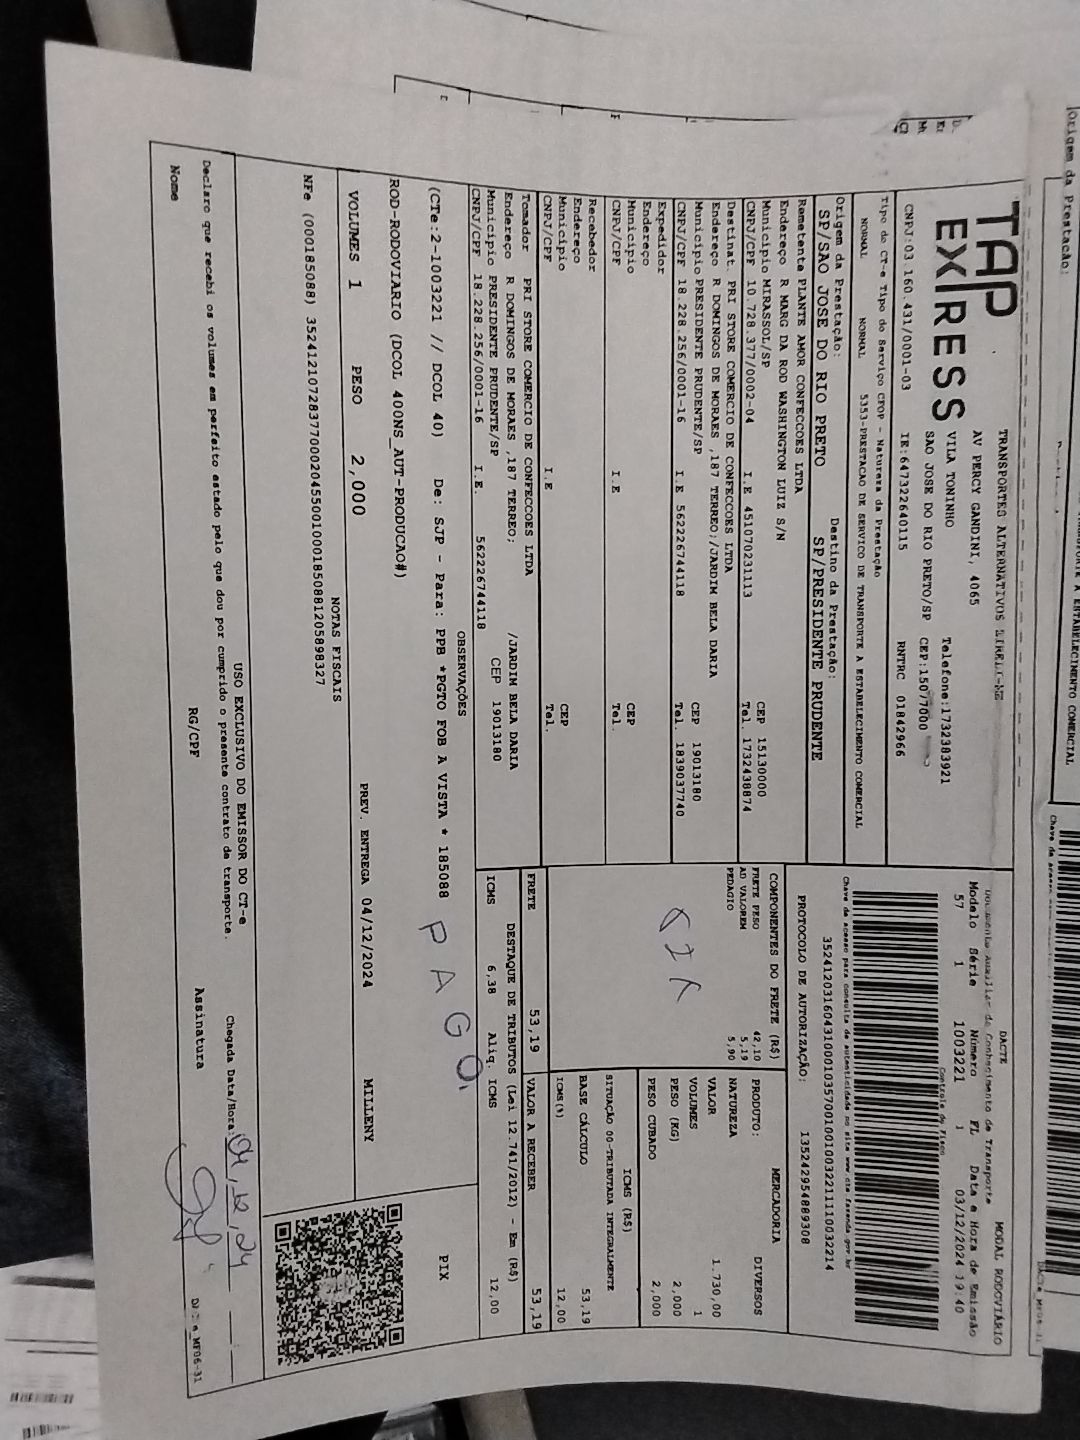 TAP
EXPRESS
TRANSPORTES ALTERNATIVOS
AV PERCY GANDINI, 4065
VILA TONINHO
SAO JOSE DO RIO PRETO/SP
Telefone:1732383921
CEP:15077000
CNPJ:03.160.431/0001-03 IE:647322640115 RNTRC 01842966
DACTE
Documento Auxiliar de Conhecimento de Transporte
MODAL RODOVIÁRIO
Modelo Série Número FL Data e Hora de Emissão
57 1 1003221 1 03/12/2024 19:40
Controle do Fisco
Chave de acesso para consulta de autenticidade no site www.cte.fazenda.gov.br
35241203160431000103570010010032211110032214
PROTOCOLO DE AUTORIZAÇÃO: 135242954889308
Tipo do CT-e Tipo do Serviço CFOP - Natureza da Prestação
NORMAL NORMAL 5353-PRESTACAO DE SERVICO DE TRANSPORTE A ESTABELECIMENTO COMERCIAL
Origem da Prestação: Destino da Prestação:
SP/SAO JOSE DO RIO PRETO SP/PRESIDENTE PRUDENTE
Remetente PLANTE AMOR CONFECCOES LTDA
Endereço R MARG DA ROD WASHINGTON LUIZ S/N
Município MIRASSOL/SP CEP 15130000
CNPJ/CPF 10.728.377/0002-04 I.E 451070231113 Tel. 1732438874
Destinat. PRI STORE COMERCIO DE CONFECCOES LTDA
Endereço R DOMINGOS DE MORAES ,187 TERREO;/JARDIM BELA DARIA
Município PRESIDENTE PRUDENTE/SP CEP 19013180
CNPJ/CPF 18.228.256/0001-16 I.E 562226744118 Tel. 1839037740
Expedidor
Endereço
Município CEP
CNPJ/CPF I.E Tel.
Recebedor
Endereço
Município CEP
CNPJ/CPF I.E Tel.
Tomador PRI STORE COMERCIO DE CONFECCOES LTDA
Endereço R DOMINGOS DE MORAES ,187 TERREO; /JARDIM BELA DARIA
Município PRESIDENTE PRUDENTE/SP CEP 19013180
CNPJ/CPF 18.228.256/0001-16 I.E. 562226744118
COMPONENTES DO FRETE (R$)
FRETE PESO 42,10
AD VALOREM 5,19
PEDAGIO 5,90
MERCADORIA
PRODUTO: DIVERSOS
NATUREZA
VALOR 1.730,00
VOLUMES 1
PESO (KG) 2,000
PESO CUBADO 2,000
ICMS (R$)
SITUAÇÃO 00-TRIBUTADA INTEGRALMENTE
BASE CÁLCULO 53,19
ICMS(%) 12,00
FRETE 53,19 VALOR A RECEBER 53,19
DESTAQUE DE TRIBUTOS (Lei 12.741/2012) - Em (R$)
ICMS 6,38 Aliq. ICMS 12,00
OBSERVAÇÕES
(CTe:2-1003221 // DCOL 40) De: SJP - Para: PPB *PGTO FOB A VISTA * 185088
PAGO
ROD-RODOVIARIO (DCOL 400NS_AUT-PRODUCAO#)
PIX
VOLUMES 1 PESO 2,000 PREV. ENTREGA 04/12/2024 MILLENY
NOTAS FISCAIS
NFe (000185088) 35241210728377000204550010001850881205898327
USO EXCLUSIVO DO EMISSOR DO CT-e
Declaro que recebi os volumes em perfeito estado pelo que dou por cumprido o presente contrato de transporte.
Chegada Data/Hora: 04,12,24
Nome RG/CPF Assinatura
DACTe_MF06-31
Origem da Prestação: